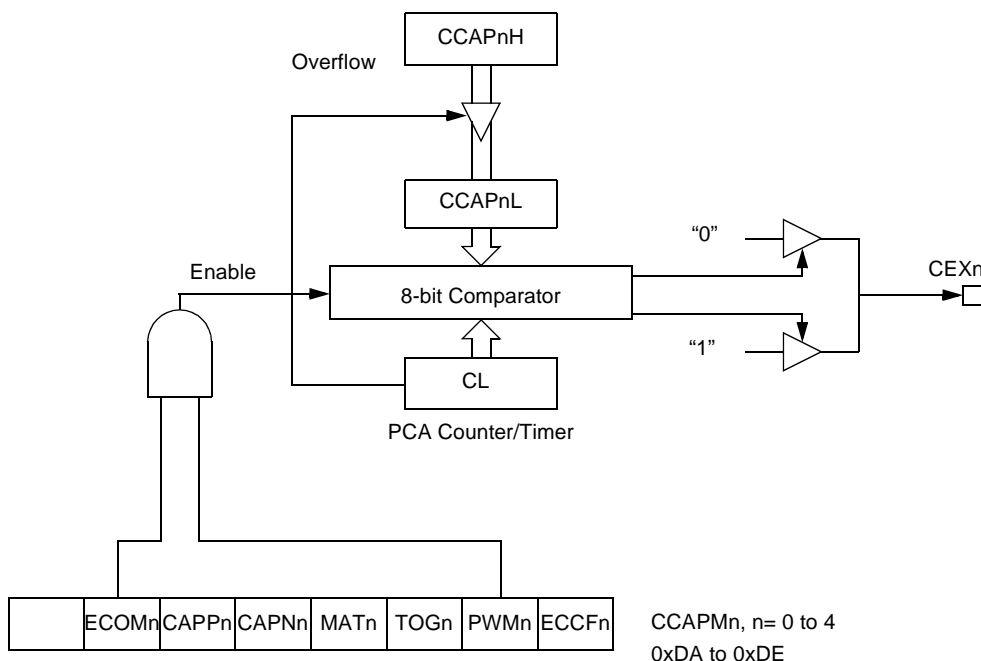 CCAPnH
Overflow
CCAPnL
“0”
Enable
CEXn
8-bit Comparator
“1”
CL
PCA Counter/Timer
ECOMn CAPPn CAPNn MATn TOGn PWMn ECCFn
CCAPMn, n= 0 to 4
0xDA to 0xDE